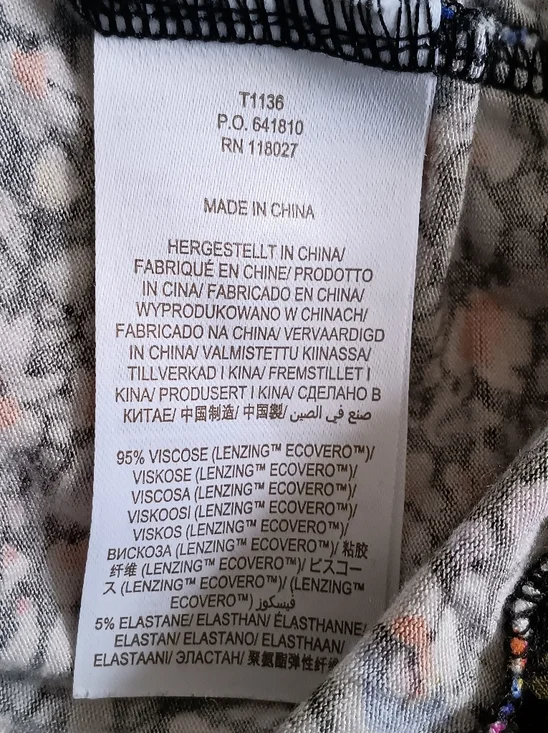 T1136
P.O. 641810
RN 118027
MADE IN CHINA
HERGESTELLT IN CHINA/
FABRIQUÉ EN CHINE/ PRODOTTO
IN CINA/ FABRICADO EN CHINA/
WYPRODUKOWANO W CHINACH/
FABRICADO NA CHINA/ VERVAARDIGD
IN CHINA/ VALMISTETTU KIINASSA/
TILLVERKAD I KINA/ FREMSTILLET I
KINA/ PRODUSERT I KINA/ СДЕЛАНО В
КИТАЕ/ 中国制造/ 中国製/ صنع في الصين
95% VISCOSE (LENZING™ ECOVERO™)/
VISKOSE (LENZING™ ECOVERO™)/
VISCOSA (LENZING™ ECOVERO™)/
VISKOOSI (LENZING™ ECOVERO™)/
VISKOS (LENZING™ ECOVERO™)/
ВИСКОЗА (LENZING™ ECOVERO™)/ 粘胶
纤维 (LENZING™ ECOVERO™)/ ビスコー
ス (LENZING™ ECOVERO™)/ (LENZING™
ECOVERO™) فيسكوز/
5% ELASTANE/ ELASTHAN/ ÉLASTHANNE/
ELASTAN/ ELASTANO/ ELASTHAAN/
ELASTAANI/ ЭЛАСТАН/ 聚氨酯弹性纤维